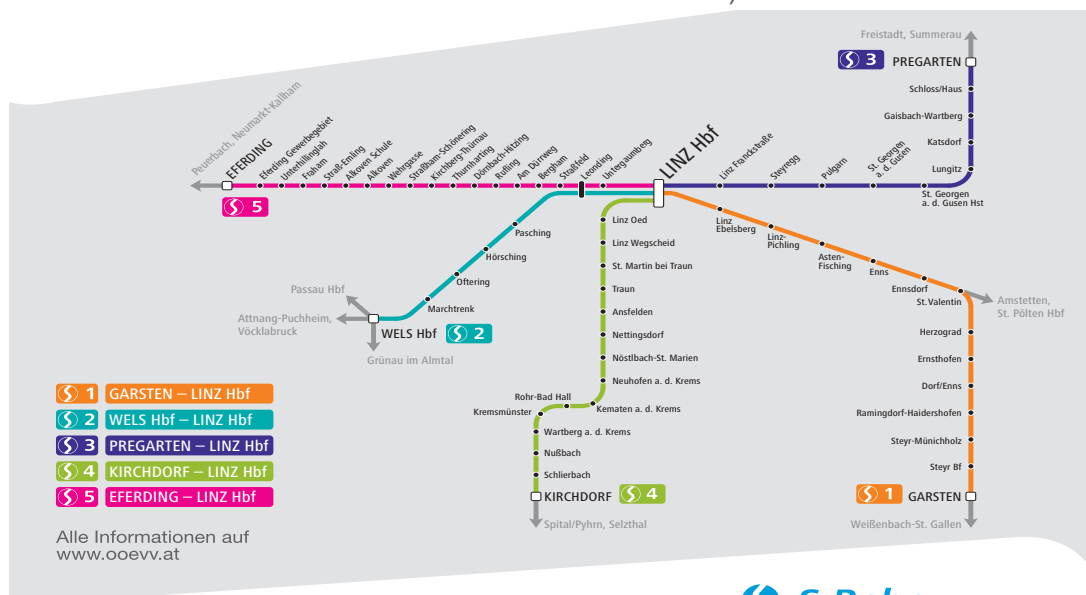 Freistadt, Summerau
S 3 PREGARTEN
Schloss/Haus
Gaisbach-Wartberg
Katsdorf
Lungitz
St. Georgen
a. d. Gusen Hst
St. Georgen
a. d. Gusen
Pulgarn
Steyregg
Linz Franckstraße
LINZ Hbf
Untergaumberg
Leonding
Straßfeld
Bergham
Am Dürrweg
Rufling
Dörnbach-Hitzing
Thurnharting
Kirchberg-Thürnau
Straßham-Schönering
Wehrgasse
Alkoven
Alkoven Schule
Straß-Emling
Fraham
Unterhillinglah
Eferding Gewerbegebiet
EFERDING
Peuerbach, Neumarkt-Kallham
S 5
Pasching
Hörsching
Oftering
Marchtrenk
Passau Hbf
Attnang-Puchheim,
Vöcklabruck
WELS Hbf S 2
Grünau im Almtal
Linz Oed
Linz Wegscheid
St. Martin bei Traun
Traun
Ansfelden
Nettingsdorf
Nöstlbach-St. Marien
Neuhofen a. d. Krems
Kematen a. d. Krems
Rohr-Bad Hall
Kremsmünster
Wartberg a. d. Krems
Nußbach
Schlierbach
KIRCHDORF S 4
Spital/Pyhrn, Selzthal
Linz
Ebelsberg
Linz-
Pichling
Asten-
Fisching
Enns
Ennsdorf
St.Valentin
Amstetten,
St. Pölten Hbf
Herzograd
Ernsthofen
Dorf/Enns
Ramingdorf-Haidershofen
Steyr-Münichholz
Steyr Bf
S 1 GARSTEN
Weißenbach-St. Gallen
S 1 GARSTEN – LINZ Hbf
S 2 WELS Hbf – LINZ Hbf
S 3 PREGARTEN – LINZ Hbf
S 4 KIRCHDORF – LINZ Hbf
S 5 EFERDING – LINZ Hbf
Alle Informationen auf
www.ooevv.at